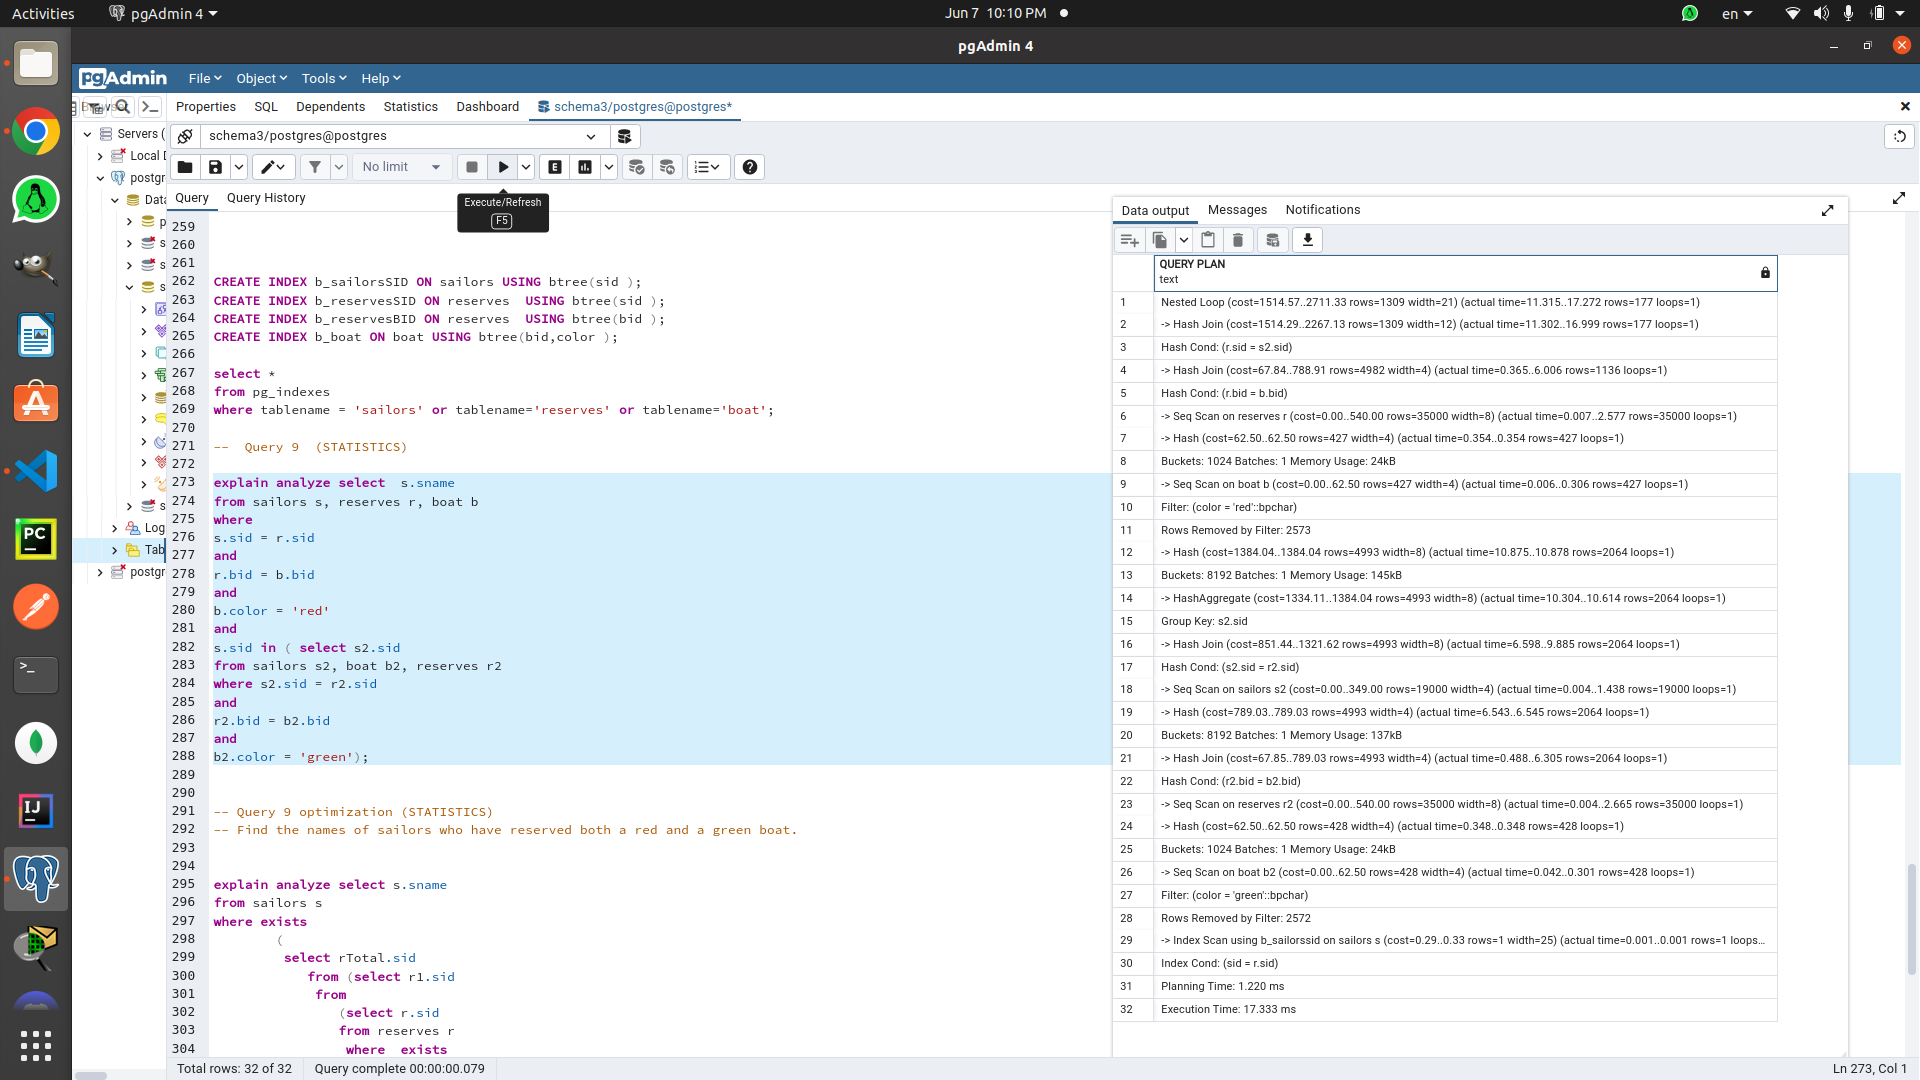 Activities
pgAdmin 4
Jun 7 10:10 PM
en
pgAdmin 4
pgAdmin
File
Object
Tools
Help
Properties
SQL
Dependents
Statistics
Dashboard
schema3/postgres@postgres*
Servers (
Local D
postgr
Data
p
s
s
s
s
Log
Tab
postgr
schema3/postgres@postgres
No limit
Execute/Refresh
F5
Query
Query History
259
260
261
262 CREATE INDEX b_sailorsSID ON sailors USING btree(sid );
263 CREATE INDEX b_reservesSID ON reserves  USING btree(sid );
264 CREATE INDEX b_reservesBID ON reserves  USING btree(bid );
265 CREATE INDEX b_boat ON boat USING btree(bid,color );
266
267 select *
268 from pg_indexes
269 where tablename = 'sailors' or tablename='reserves' or tablename='boat';
270
271 --  Query 9  (STATISTICS)
272
273 explain analyze select  s.sname
274 from sailors s, reserves r, boat b
275 where
276 s.sid = r.sid
277 and
278 r.bid = b.bid
279 and
280 b.color = 'red'
281 and
282 s.sid in ( select s2.sid
283 from sailors s2, boat b2, reserves r2
284 where s2.sid = r2.sid
285 and
286 r2.bid = b2.bid
287 and
288 b2.color = 'green');
289
290
291 -- Query 9 optimization (STATISTICS)
292 -- Find the names of sailors who have reserved both a red and a green boat.
293
294
295 explain analyze select s.sname
296 from sailors s
297 where exists
298 (
299 select rTotal.sid
300 from (select r1.sid
301 from
302 (select r.sid
303 from reserves r
304 where  exists
Data output
Messages
Notifications
QUERY PLAN
text
1 Nested Loop (cost=1514.57..2711.33 rows=1309 width=21) (actual time=11.315..17.272 rows=177 loops=1)
2 -> Hash Join (cost=1514.29..2267.13 rows=1309 width=12) (actual time=11.302..16.999 rows=177 loops=1)
3 Hash Cond: (r.sid = s2.sid)
4 -> Hash Join (cost=67.84..788.91 rows=4982 width=4) (actual time=0.365..6.006 rows=1136 loops=1)
5 Hash Cond: (r.bid = b.bid)
6 -> Seq Scan on reserves r (cost=0.00..540.00 rows=35000 width=8) (actual time=0.007..2.577 rows=35000 loops=1)
7 -> Hash (cost=62.50..62.50 rows=427 width=4) (actual time=0.354..0.354 rows=427 loops=1)
8 Buckets: 1024 Batches: 1 Memory Usage: 24kB
9 -> Seq Scan on boat b (cost=0.00..62.50 rows=427 width=4) (actual time=0.006..0.306 rows=427 loops=1)
10 Filter: (color = 'red'::bpchar)
11 Rows Removed by Filter: 2573
12 -> Hash (cost=1384.04..1384.04 rows=4993 width=8) (actual time=10.875..10.878 rows=2064 loops=1)
13 Buckets: 8192 Batches: 1 Memory Usage: 145kB
14 -> HashAggregate (cost=1334.11..1384.04 rows=4993 width=8) (actual time=10.304..10.614 rows=2064 loops=1)
15 Group Key: s2.sid
16 -> Hash Join (cost=851.44..1321.62 rows=4993 width=8) (actual time=6.598..9.885 rows=2064 loops=1)
17 Hash Cond: (s2.sid = r2.sid)
18 -> Seq Scan on sailors s2 (cost=0.00..349.00 rows=19000 width=4) (actual time=0.004..1.438 rows=19000 loops=1)
19 -> Hash (cost=789.03..789.03 rows=4993 width=4) (actual time=6.543..6.545 rows=2064 loops=1)
20 Buckets: 8192 Batches: 1 Memory Usage: 137kB
21 -> Hash Join (cost=67.85..789.03 rows=4993 width=4) (actual time=0.488..6.305 rows=2064 loops=1)
22 Hash Cond: (r2.bid = b2.bid)
23 -> Seq Scan on reserves r2 (cost=0.00..540.00 rows=35000 width=8) (actual time=0.004..2.665 rows=35000 loops=1)
24 -> Hash (cost=62.50..62.50 rows=428 width=4) (actual time=0.348..0.348 rows=428 loops=1)
25 Buckets: 1024 Batches: 1 Memory Usage: 24kB
26 -> Seq Scan on boat b2 (cost=0.00..62.50 rows=428 width=4) (actual time=0.042..0.301 rows=428 loops=1)
27 Filter: (color = 'green'::bpchar)
28 Rows Removed by Filter: 2572
29 -> Index Scan using b_sailorssid on sailors s (cost=0.29..0.33 rows=1 width=25) (actual time=0.001..0.001 rows=1 loops...
30 Index Cond: (sid = r.sid)
31 Planning Time: 1.220 ms
32 Execution Time: 17.333 ms
Total rows: 32 of 32
Query complete 00:00:00.079
Ln 273, Col 1